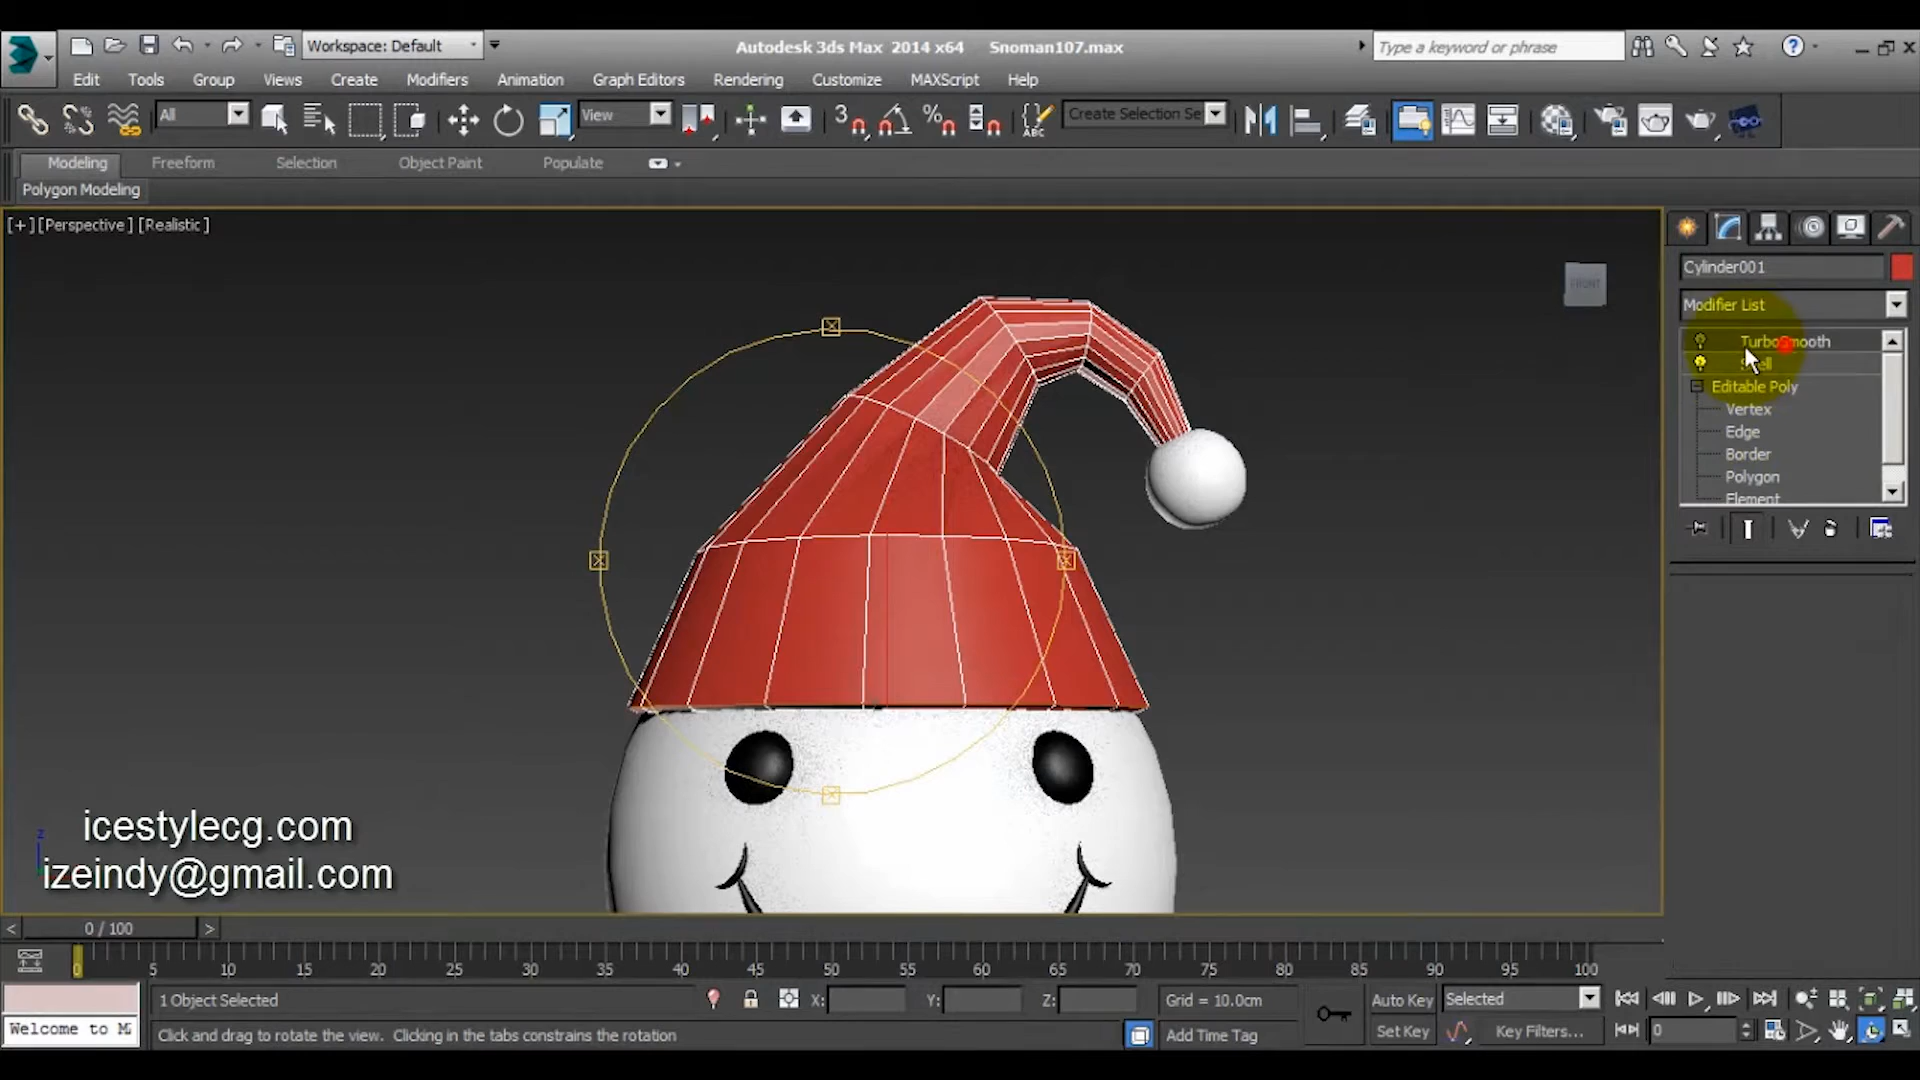 Workspace: Default
Autodesk 3ds Max 2014 x64 Snoman107.max
Type a keyword or phrase
Edit Tools Group Views Create Modifiers Animation Graph Editors Rendering Customize MAXScript Help
All
View
3
ABC
Create Selection Se
Modeling Freeform Selection Object Paint Populate
Polygon Modeling
[+][Perspective][Realistic]
FRONT
Cylinder001
Modifier List
TurboSmooth
Shell
Editable Poly
Vertex
Edge
Border
Polygon
Element
icestylecg.com
izeindy@gmail.com
z
< 0 / 100 >
0 5 10 15 20 25 30 35 40 45 50 55 60 65 70 75 80 85 90 95 100
1 Object Selected X: Y: Z: Grid = 10.0cm Auto Key Selected
Welcome to M
Click and drag to rotate the view. Clicking in the tabs constrains the rotation Add Time Tag Set Key Key Filters... 0